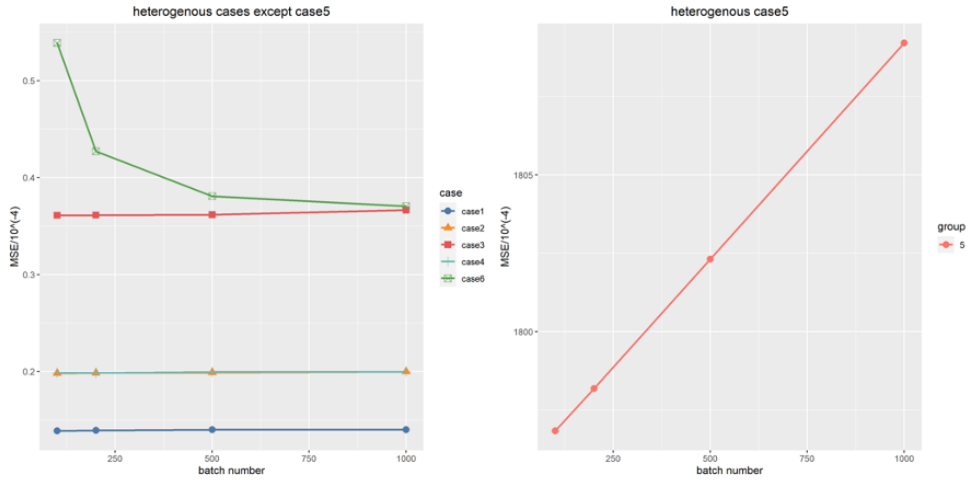 heterogenous cases except case5
0.5
0.4
0.3
0.2
MSE/10^(-4)
250
500
750
1000
batch number
case
case1
case2
case3
case4
case6
heterogenous case5
1805
1800
MSE/10^(-4)
250
500
750
1000
batch number
group
5